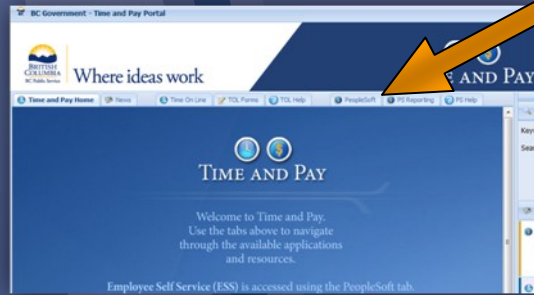 BC Government - Time and Pay Portal
BRITISH
COLUMBIA
BC Public Service
Where ideas work
E AND PAY
Time and Pay Home
News
Time On Line
TOL Forms
TOL Help
PeopleSoft
PS Reporting
PS Help
TIME AND PAY
Welcome to Time and Pay.
Use the tabs above to navigate
through the available applications
and resources.
Employee Self Service (ESS) is accessed using the PeopleSoft tab.
Key
Sear